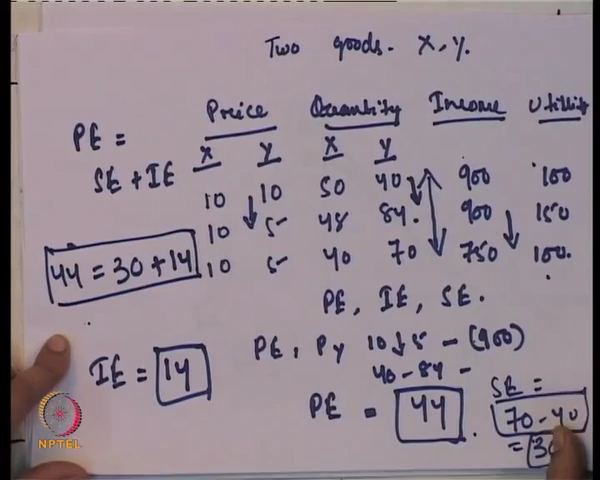 Two goods. X, Y.
Price Quantity Income Utility
PE =
X Y X Y
SE + IE
10 10 50 40 900 100
10 5 48 84. 900 150
10 5 40 70 750 100.
44 = 30 + 14
PE, IE, SE.
PE, Py 10 ↓ 5 - (900)
40 - 84 -
IE = 14
PE = 44.
SE =
70 - 40
= 30
NPTEL